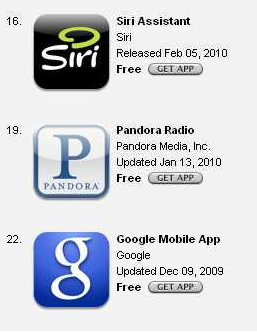 16.
Siri
Siri Assistant
Siri
Released Feb 05, 2010
Free GET APP
19.
P
PANDORA
Pandora Radio
Pandora Media, Inc.
Updated Jan 13, 2010
Free GET APP
22.
g
Google Mobile App
Google
Updated Dec 09, 2009
Free GET APP